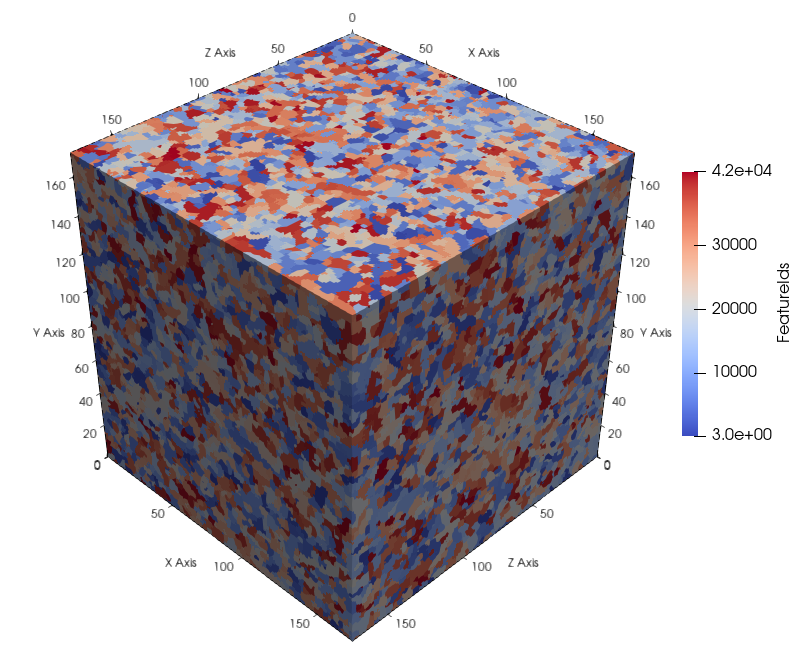 0
Z Axis 50 50 X Axis
100 100
150 150
160 160
4.2e+04
140 140
120 120
30000
100 100
20000
Y Axis 80 80 Y Axis
FeatureIds
60 60
10000
40 40
20 20
3.0e+00
0 0
50 50
X Axis 100 100 Z Axis
150 150